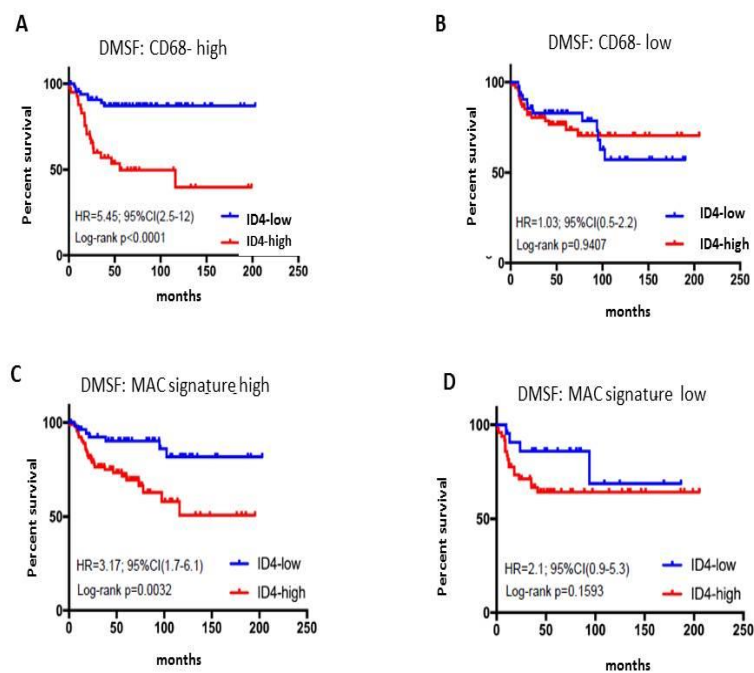 A
DMSF: CD68- high
Percent survival
100
50
0
HR=5.45; 95%CI(2.5-12)
Log-rank p<0.0001
ID4-low
ID4-high
0 50 100 150 200 250
months
B
DMSF: CD68- low
Percent survival
100
50
0
HR=1.03; 95%CI(0.5-2.2)
Log-rank p=0.9407
ID4-low
ID4-high
0 50 100 150 200 250
months
C
DMSF: MAC signature high
Percent survival
100
50
0
HR=3.17; 95%CI(1.7-6.1)
Log-rank p=0.0032
ID4-low
ID4-high
0 50 100 150 200 250
months
D
DMSF: MAC signature low
Percent survival
100
50
0
HR=2.1; 95%CI(0.9-5.3)
Log-rank p=0.1593
ID4-low
ID4-high
0 50 100 150 200 250
months